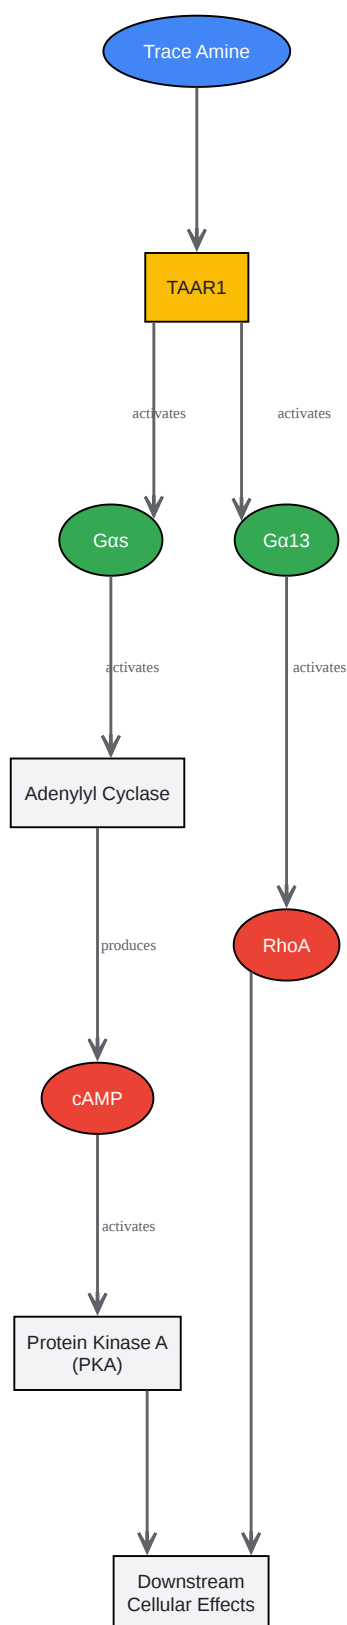 Trace Amine
TAAR1
activates
activates
Gαs
Gα13
activates
activates
Adenylyl Cyclase
produces
RhoA
cAMP
activates
Protein Kinase A
(PKA)
Downstream
Cellular Effects